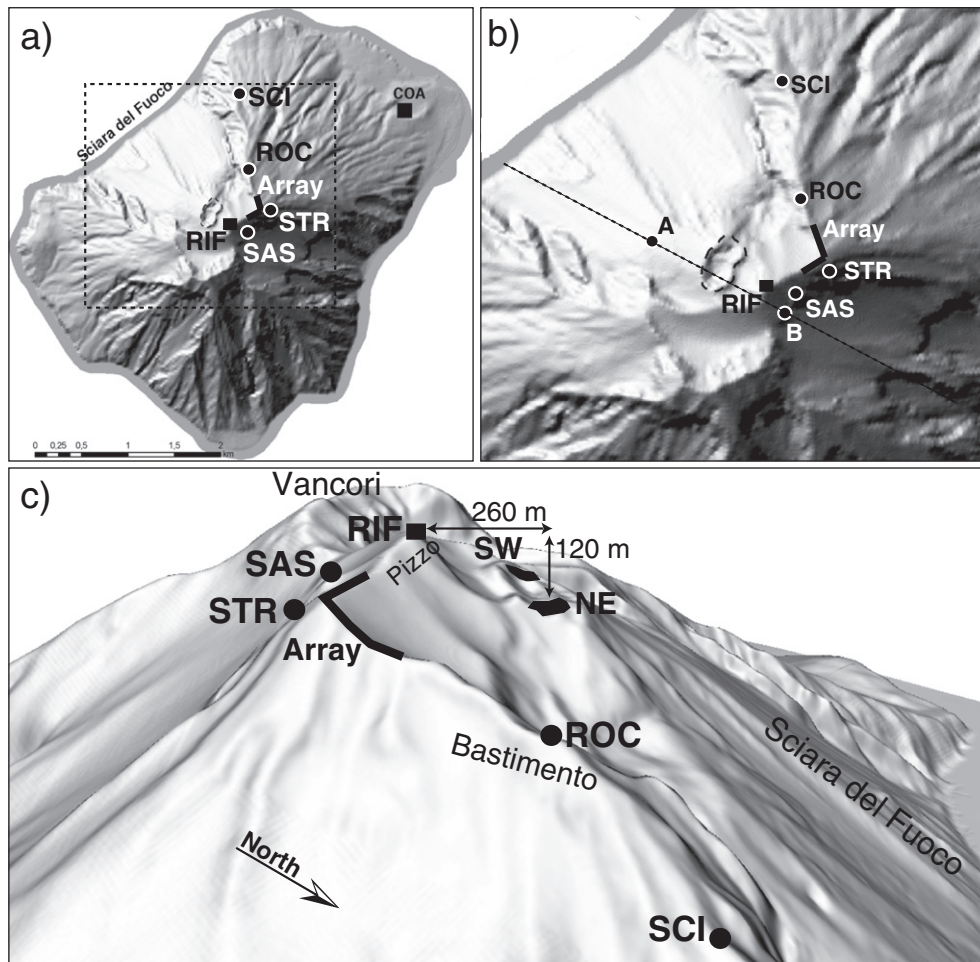 a)
SCI
COA
Sciara del Fuoco
ROC
Array
STR
RIF
SAS
0 0,25 0,5 1 1,5 2
km
b)
SCI
ROC
A
Array
STR
RIF
SAS
B
c)
Vancori
260 m
RIF
SW
120 m
Pizzo
SAS
NE
STR
Array
ROC
Bastimento
Sciara del Fuoco
North
SCI